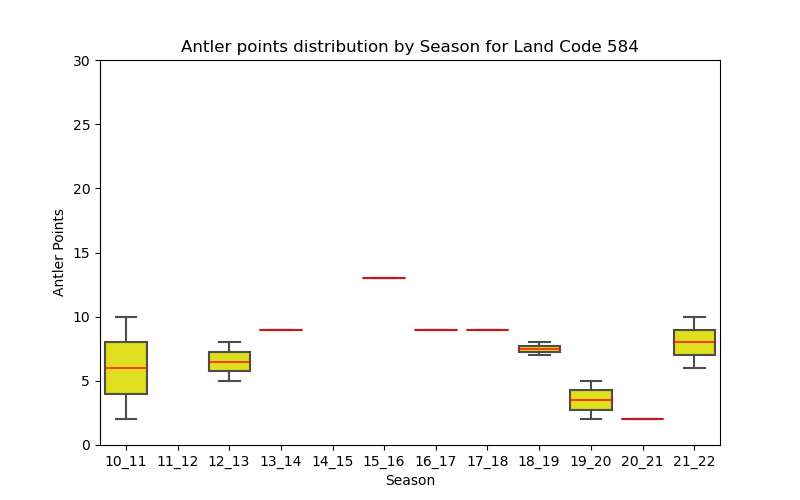 Antler points distribution by Season for Land Code 584
Antler Points
30
25
20
15
10
5
0
10_11 11_12 12_13 13_14 14_15 15_16 16_17 17_18 18_19 19_20 20_21 21_22
Season